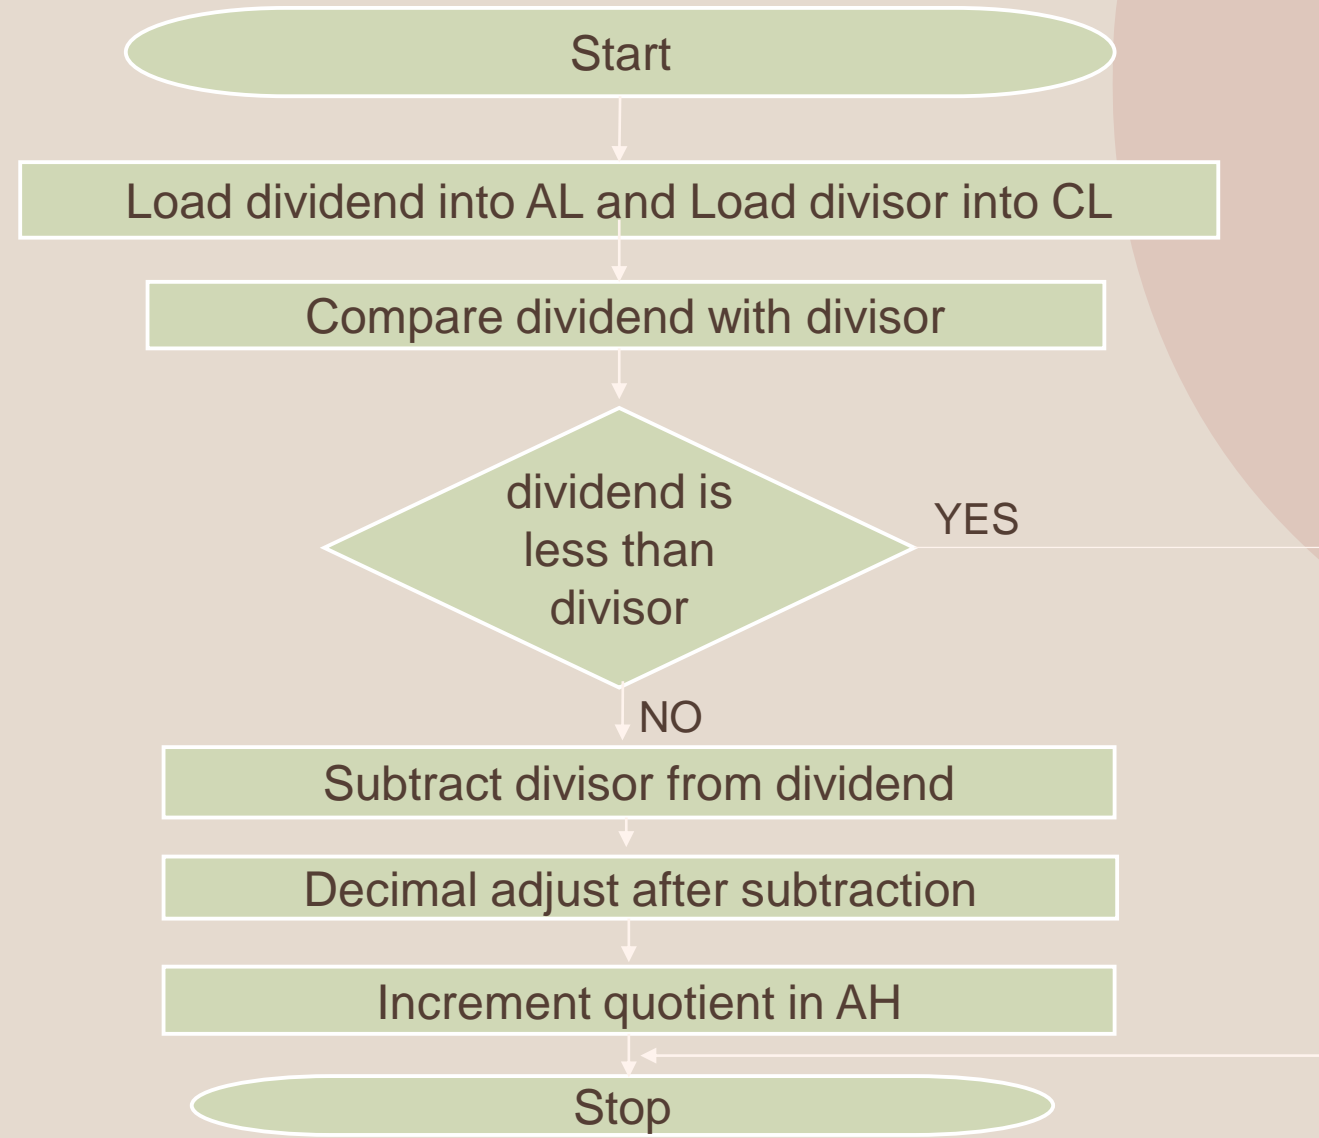 Start
Load dividend into AL and Load divisor into CL
Compare dividend with divisor
dividend is
less than
divisor
YES
NO
Subtract divisor from dividend
Decimal adjust after subtraction
Increment quotient in AH
Stop